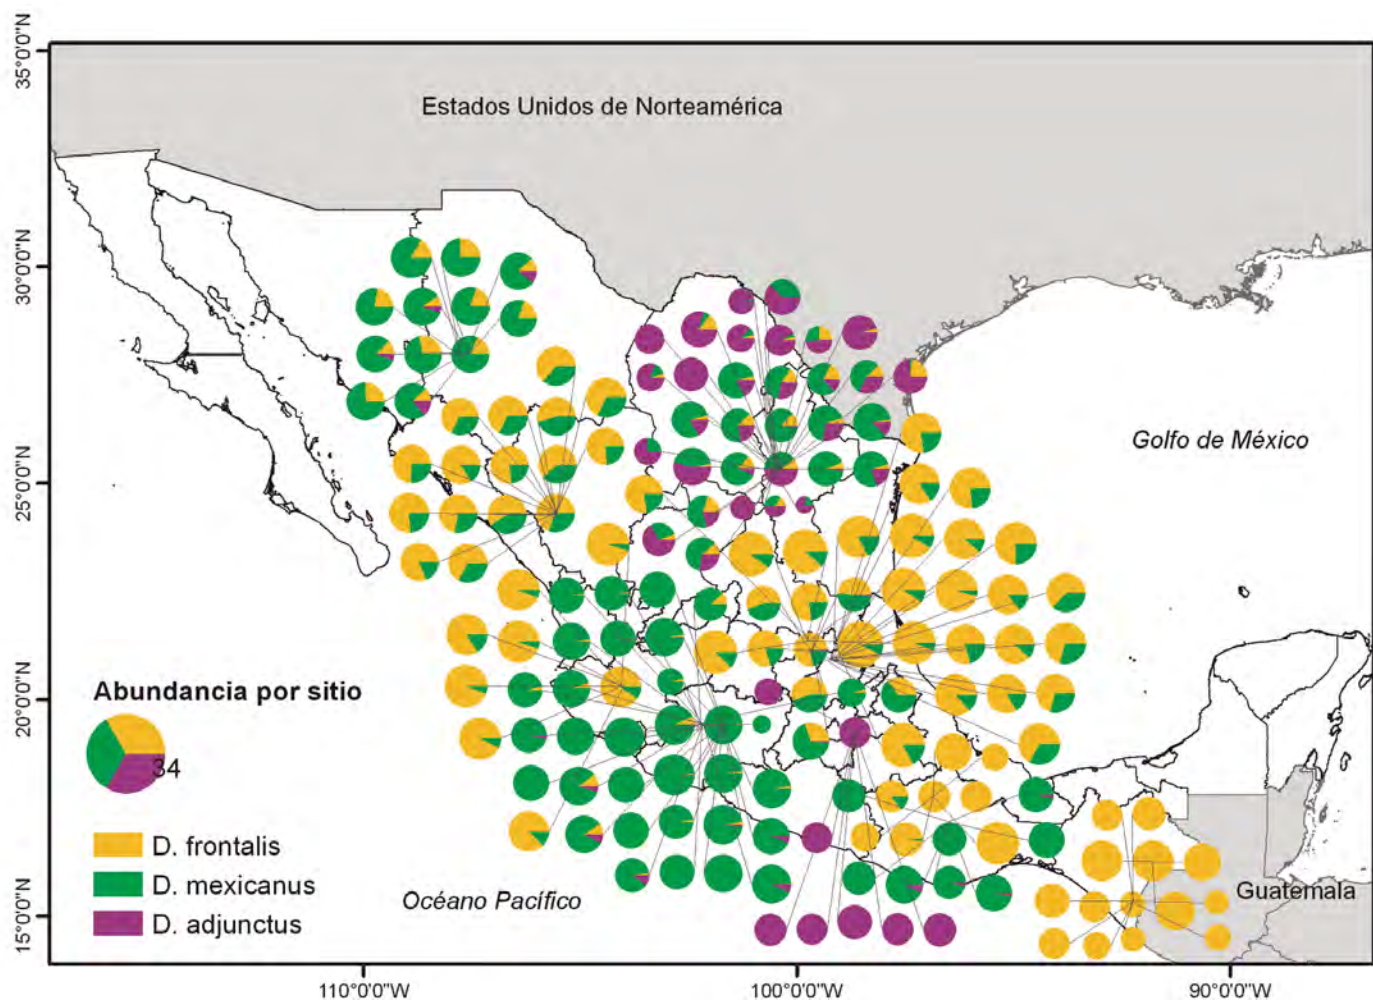 35°0'0"N
30°0'0"N
25°0'0"N
20°0'0"N
15°0'0"N
Estados Unidos de Norteamérica
Golfo de México
Abundancia por sitio
34
D. frontalis
D. mexicanus
D. adjunctus
Océano Pacífico
Guatemala
110°0'0"W
100°0'0"W
90°0'0"W